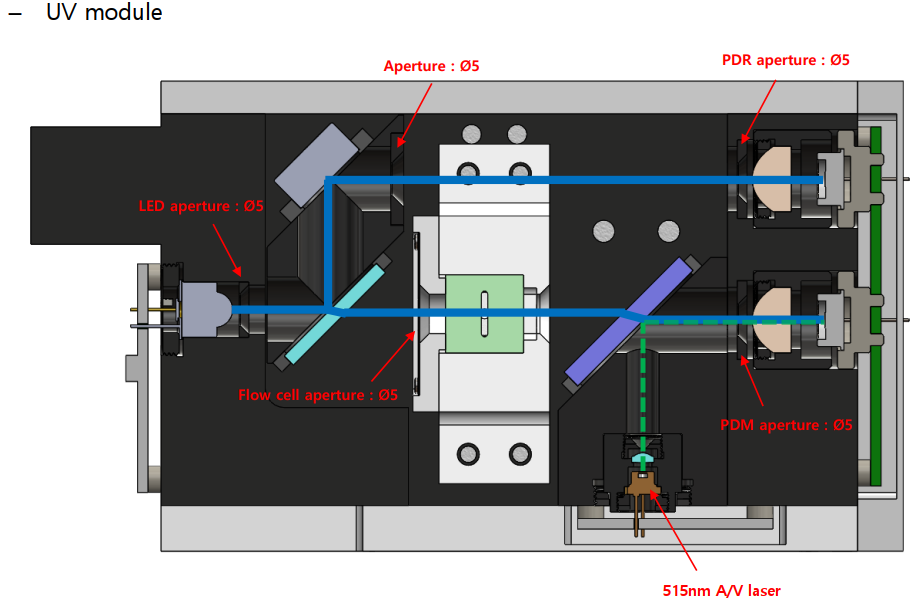 – UV module
Aperture : Ø5
PDR aperture : Ø5
LED aperture : Ø5
Flow cell aperture : Ø5
PDM aperture : Ø5
515nm A/V laser